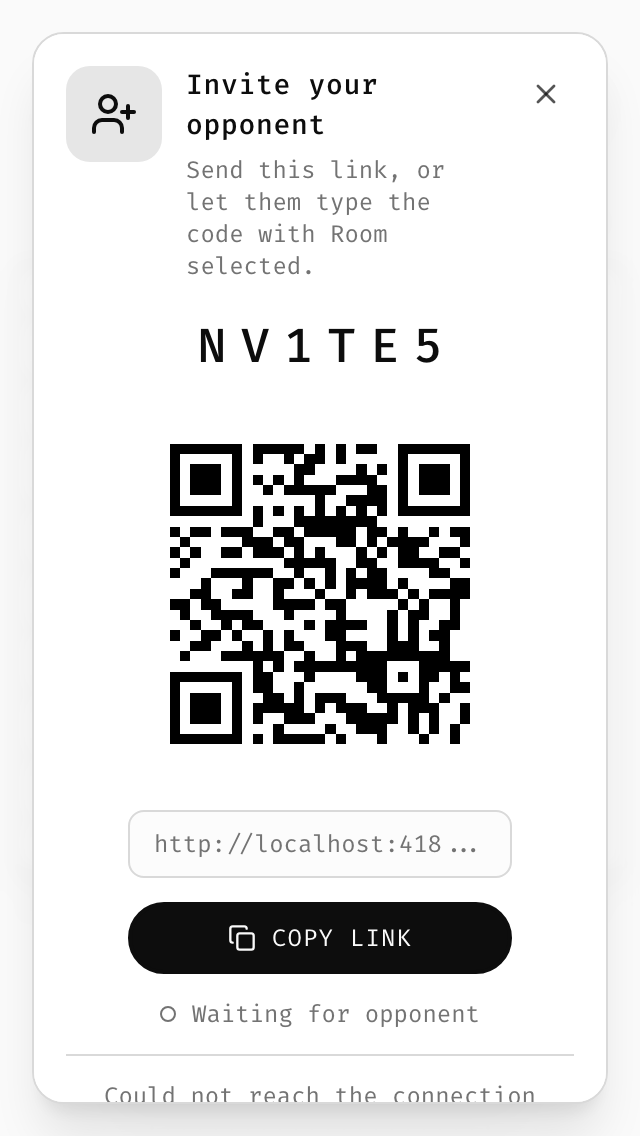 Invite your
opponent
Send this link, or
let them type the
code with Room
selected.
NV1TE5
http://localhost:418...
COPY LINK
Waiting for opponent
Could not reach the connection